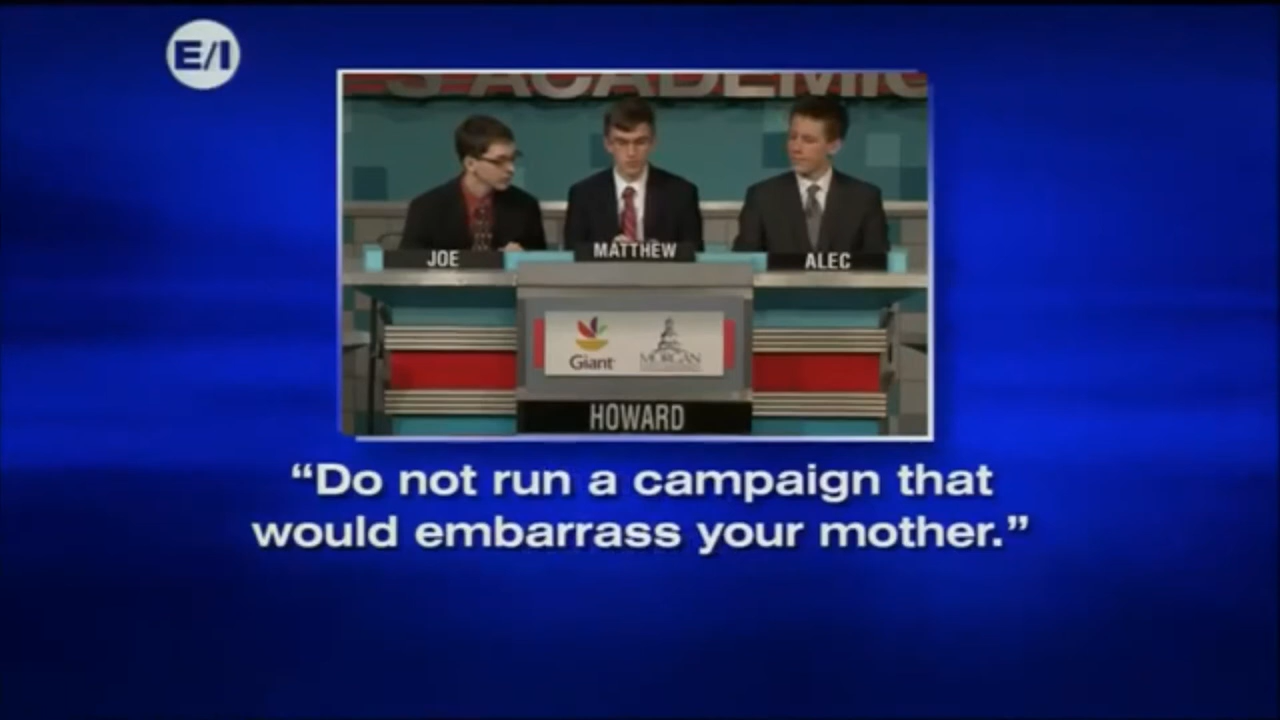 E/I
S ACADEMIC
JOE
MATTHEW
ALEC
Giant
MORGAN
HOWARD
“Do not run a campaign that
would embarrass your mother.”